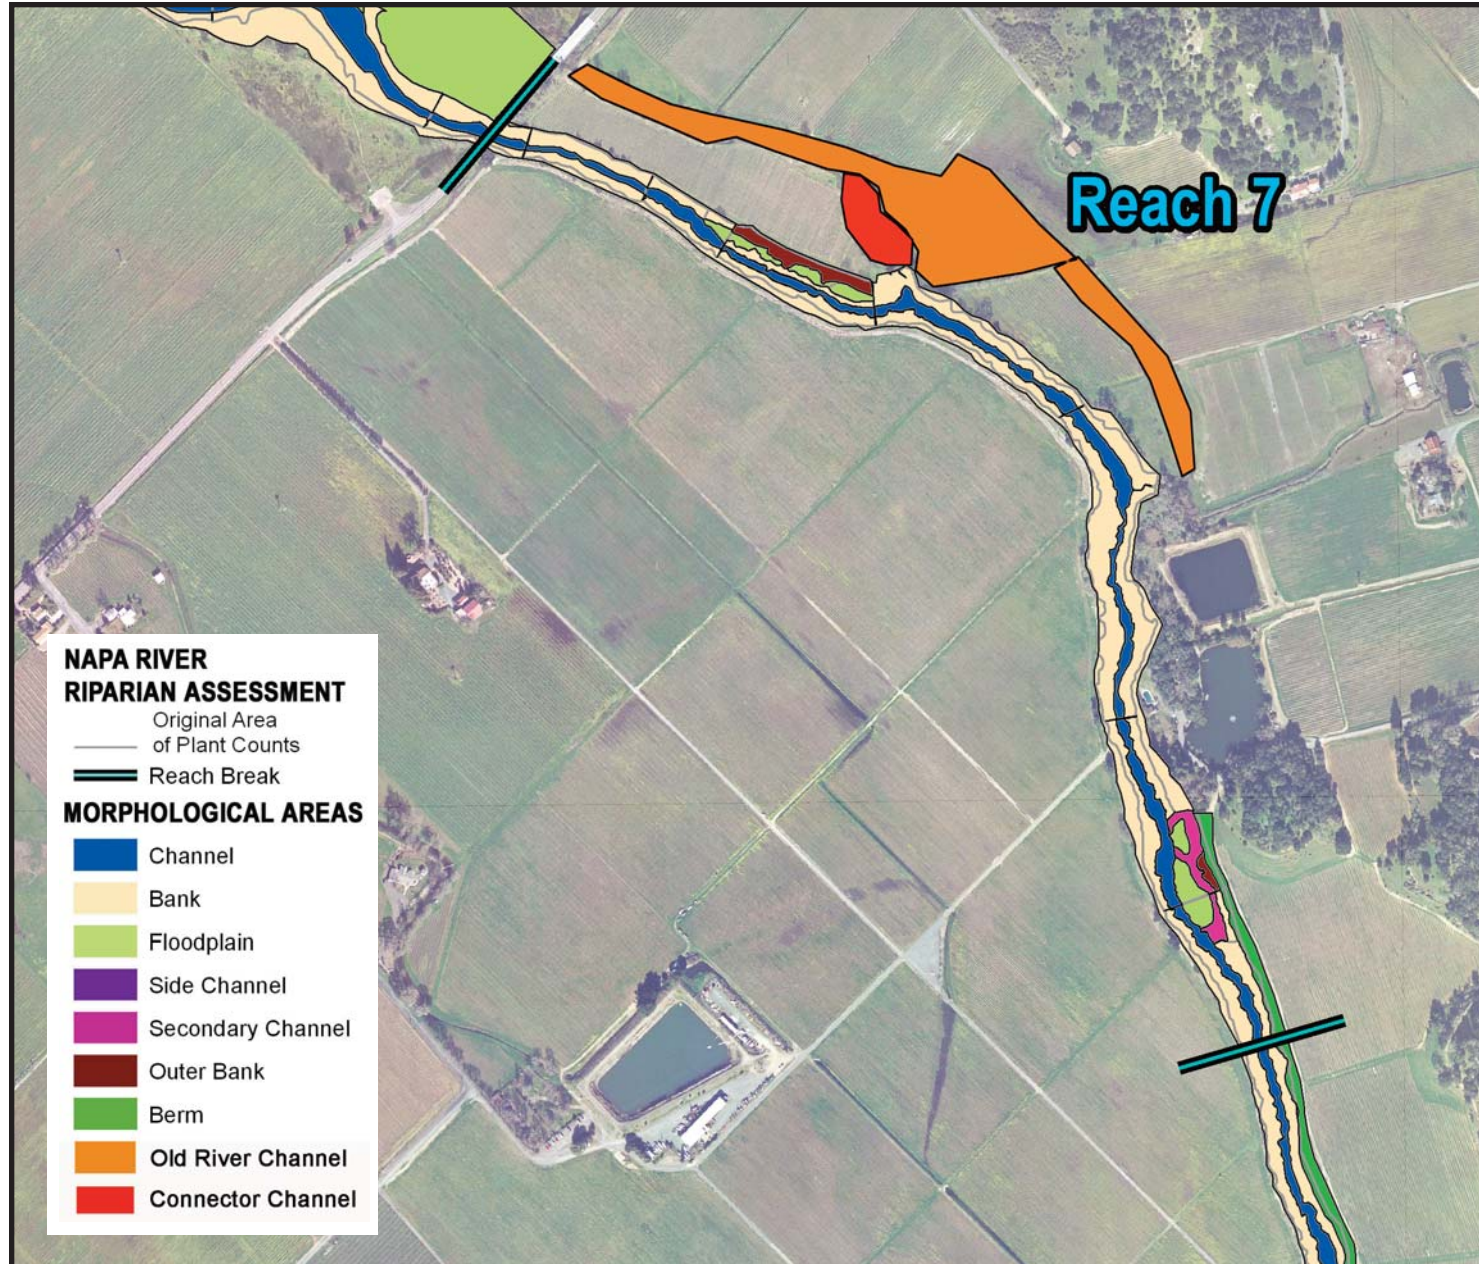 Reach 7
NAPA RIVER
RIPARIAN ASSESSMENT
Original Area
of Plant Counts
Reach Break
MORPHOLOGICAL AREAS
Channel
Bank
Floodplain
Side Channel
Secondary Channel
Outer Bank
Berm
Old River Channel
Connector Channel